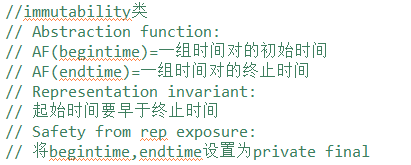 //immutability类
// Abstraction function:
// AF(begintime)=一组时间对的初始时间
// AF(endtime)=一组时间对的终止时间
// Representation invariant:
// 起始时间要早于终止时间
// Safety from rep exposure:
// 将begintime,endtime设置为private final